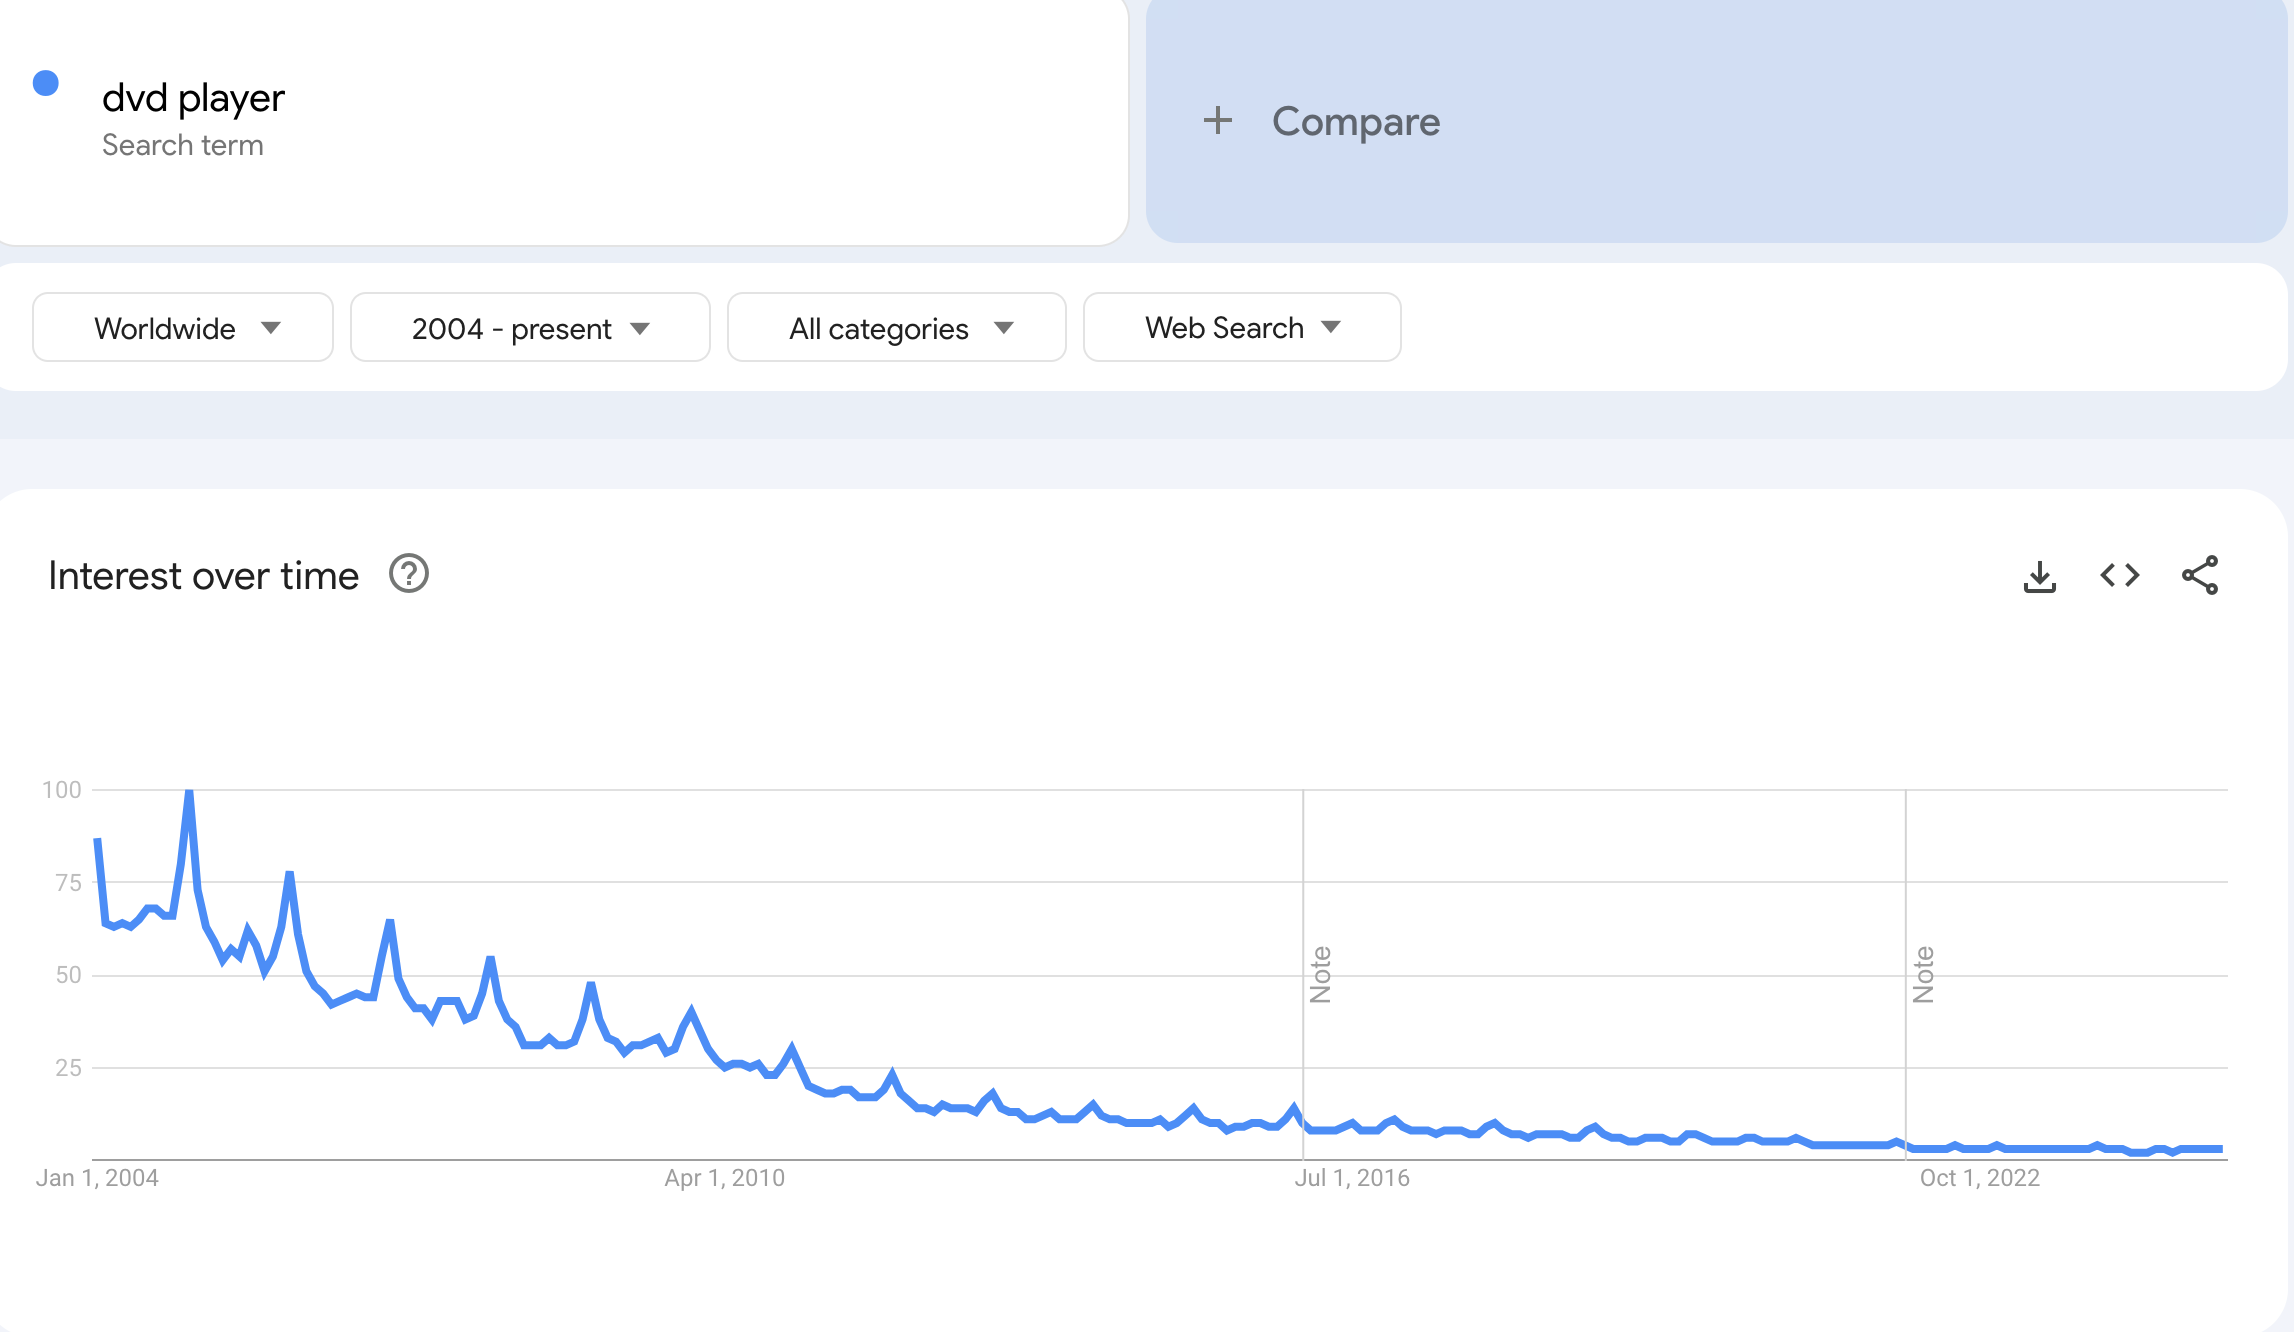 dvd player
Search term
+ Compare
Worldwide
2004 - present
All categories
Web Search
Interest over time
100
75
50
25
Note
Note
Jan 1, 2004
Apr 1, 2010
Jul 1, 2016
Oct 1, 2022